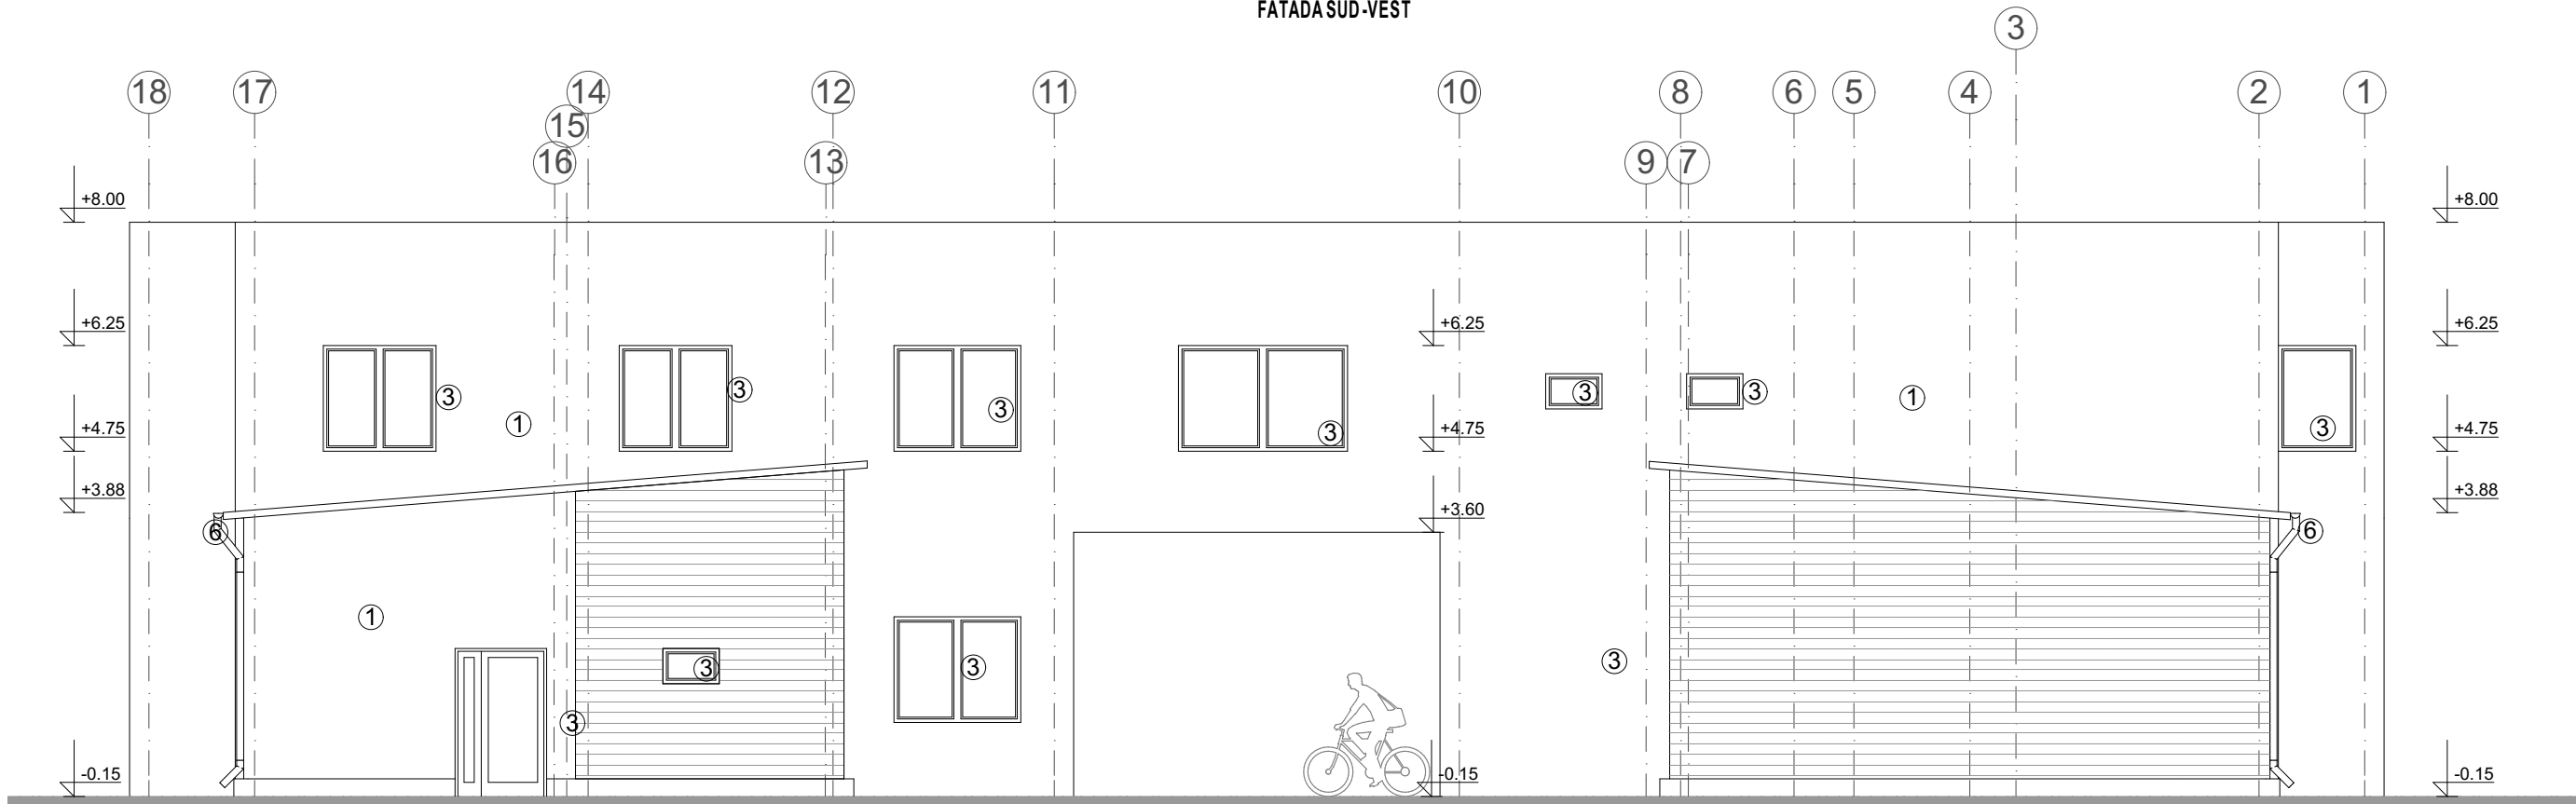 FATADA SUD-VEST
3
18 17 14 12 11 10 8 6 5 4 2 1
15
16 13 9 7
+8.00 +8.00
+6.25 +6.25 +6.25
3 3 3 3 3 1
1 3 3
+4.75 +4.75 +4.75
+3.88 +3.88
+3.60
6 6
1
3
3 3
3
-0.15 -0.15 -0.15